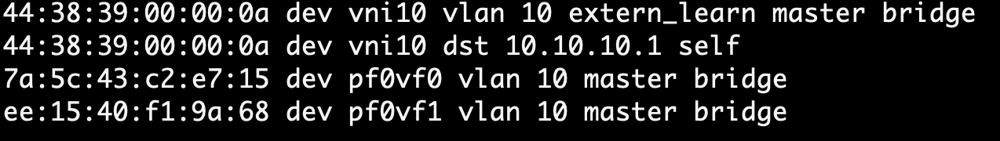 44:38:39:00:00:0a dev vni10 vlan 10 extern_learn master bridge
44:38:39:00:00:0a dev vni10 dst 10.10.10.1 self
7a:5c:43:c2:e7:15 dev pf0vf0 vlan 10 master bridge
ee:15:40:f1:9a:68 dev pf0vf1 vlan 10 master bridge